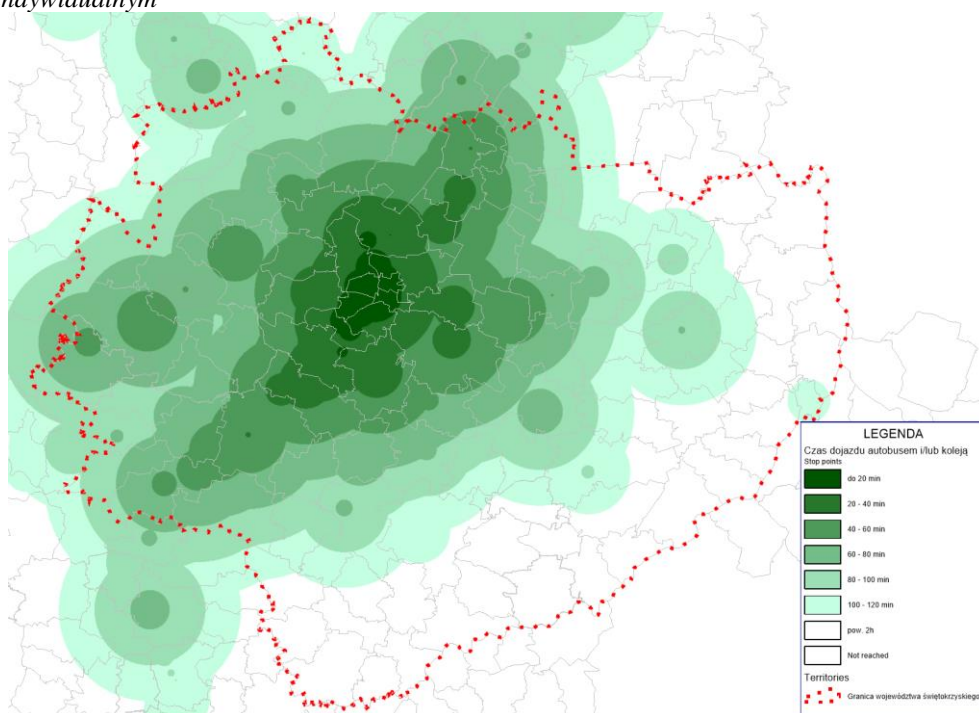 indywidualnym
LEGENDA
Czas dojazdu autobusem i/lub koleją
Stop points
do 20 min
20 - 40 min
40 - 60 min
60 - 80 min
80 - 100 min
100 - 120 min
pow. 2h
Not reached
Territories
Granica województwa świętokrzyskiego